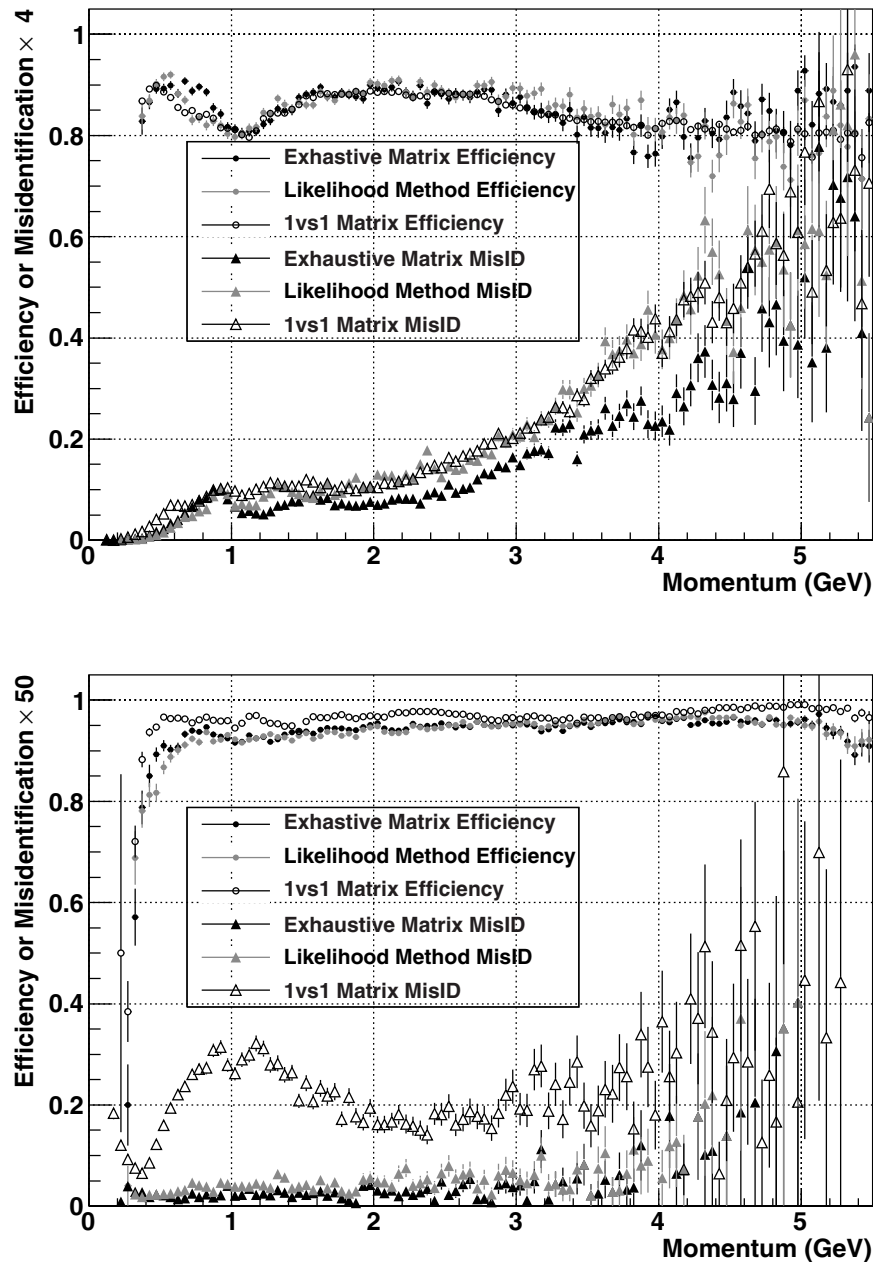 Efficiency or Misidentification × 4
1
0.8
0.6
0.4
0.2
0
Exhastive Matrix Efficiency
Likelihood Method Efficiency
1vs1 Matrix Efficiency
Exhaustive Matrix MisID
Likelihood Method MisID
1vs1 Matrix MisID
0 1 2 3 4 5
Momentum (GeV)
Efficiency or Misidentification × 50
1
0.8
0.6
0.4
0.2
0
Exhastive Matrix Efficiency
Likelihood Method Efficiency
1vs1 Matrix Efficiency
Exhaustive Matrix MisID
Likelihood Method MisID
1vs1 Matrix MisID
0 1 2 3 4 5
Momentum (GeV)